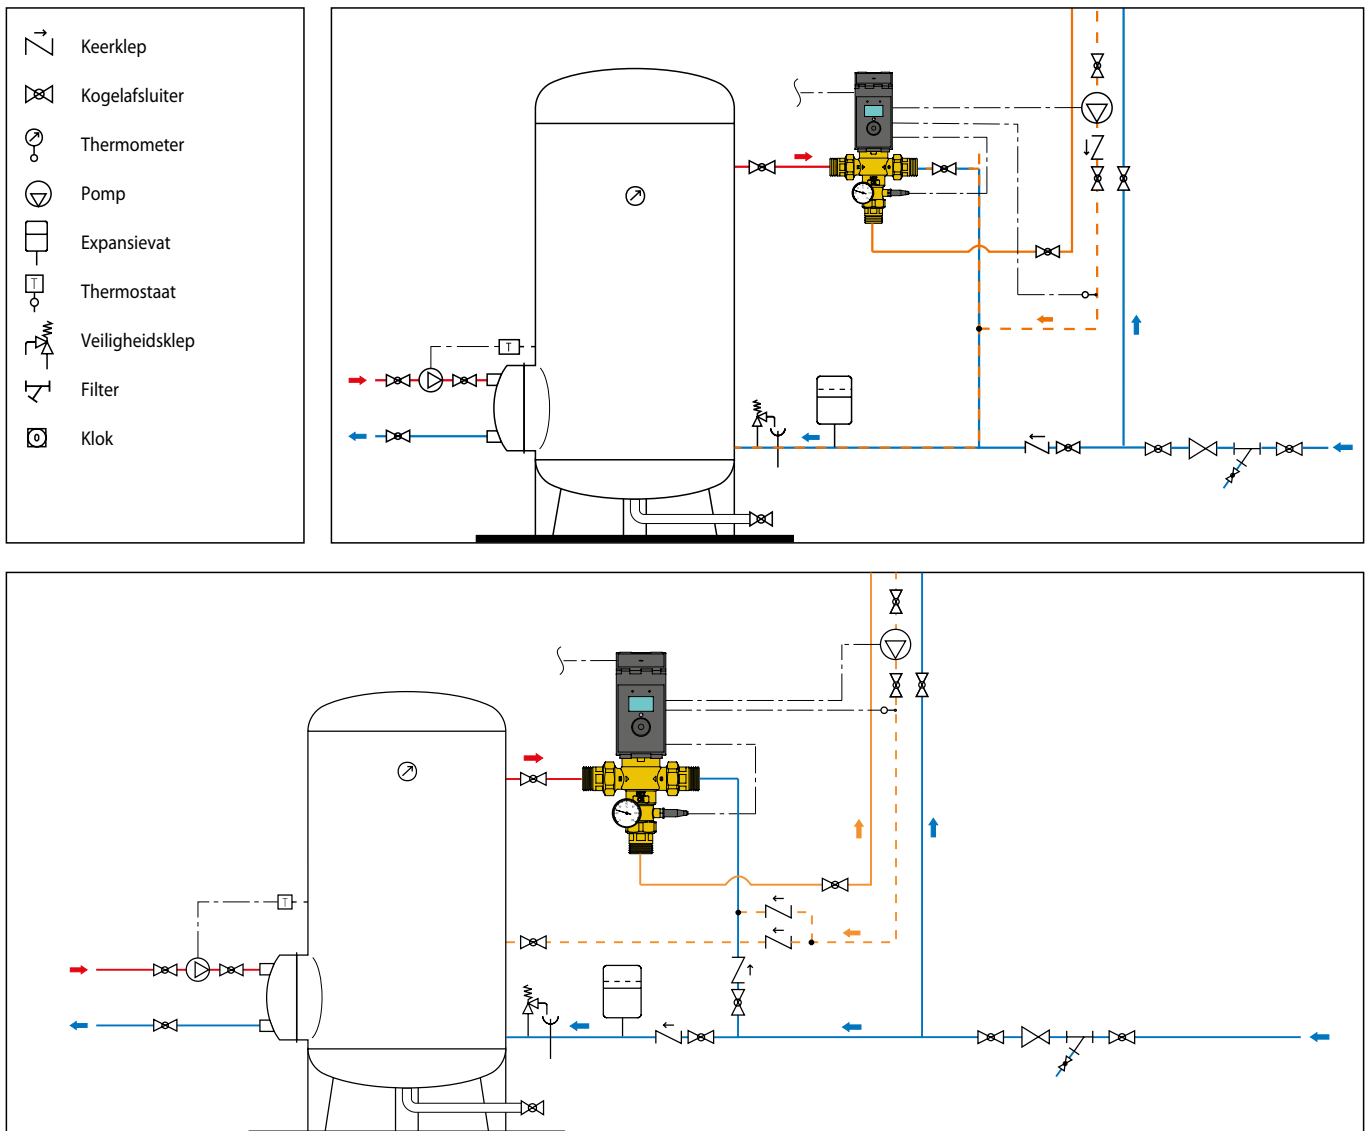 Keerklep
Kogelafsluiter
Thermometer
Pomp
Expansievat
T
Thermostaat
Veiligheidsklep
Filter
Klok
T
T